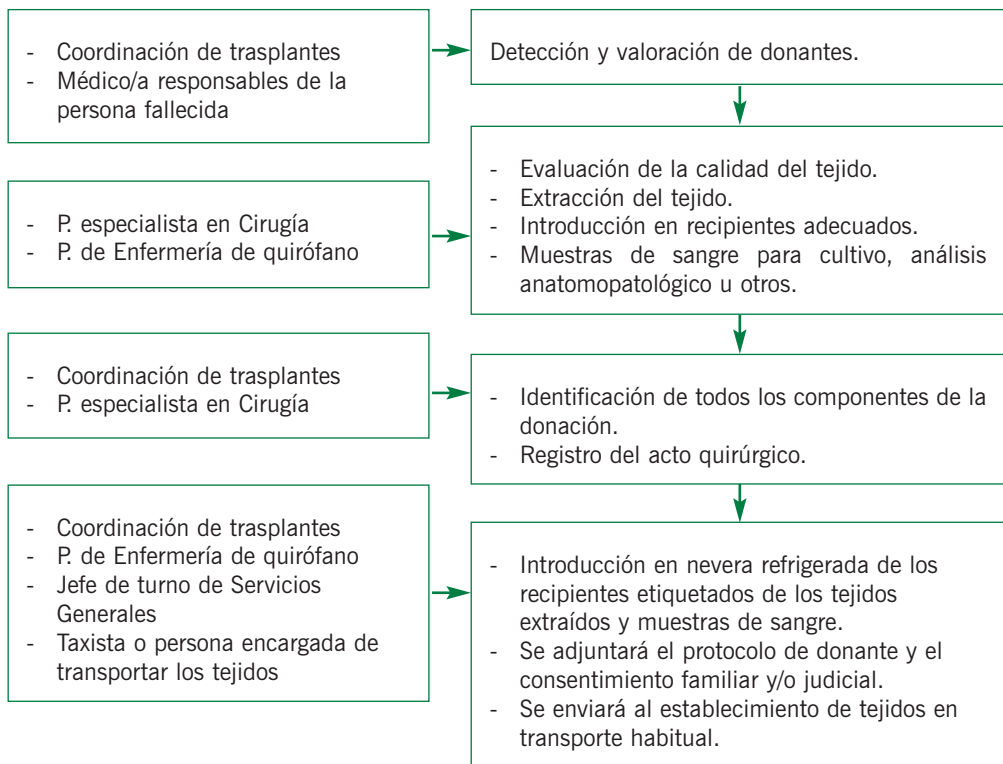 - Coordinación de trasplantes
- Médico/a responsables de la
persona fallecida
Detección y valoración de donantes.
- P. especialista en Cirugía
- P. de Enfermería de quirófano
- Evaluación de la calidad del tejido.
- Extracción del tejido.
- Introducción en recipientes adecuados.
- Muestras de sangre para cultivo, análisis
anatomopatológico u otros.
- Coordinación de trasplantes
- P. especialista en Cirugía
- Identificación de todos los componentes de la
donación.
- Registro del acto quirúrgico.
- Coordinación de trasplantes
- P. de Enfermería de quirófano
- Jefe de turno de Servicios
Generales
- Taxista o persona encargada de
transportar los tejidos
- Introducción en nevera refrigerada de los
recipientes etiquetados de los tejidos
extraídos y muestras de sangre.
- Se adjuntará el protocolo de donante y el
consentimiento familiar y/o judicial.
- Se enviará al establecimiento de tejidos en
transporte habitual.